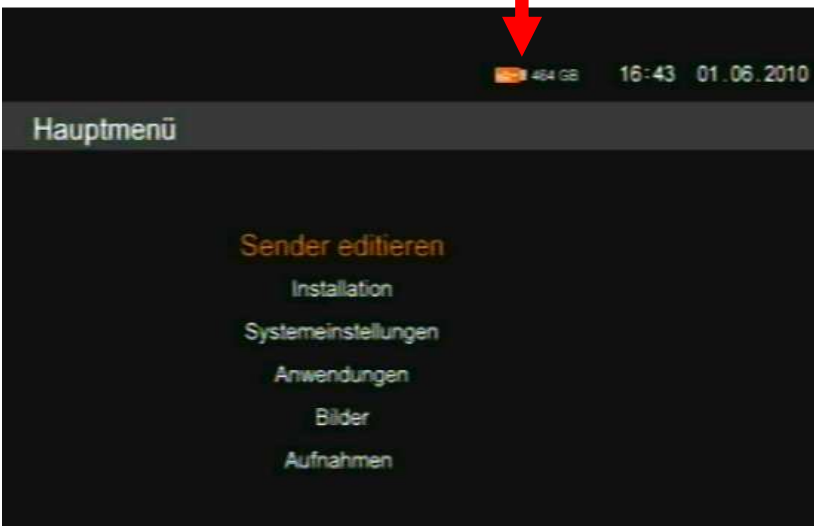 464 GB 16:43 01.06.2010
Hauptmenü
Sender editieren
Installation
Systemeinstellungen
Anwendungen
Bilder
Aufnahmen